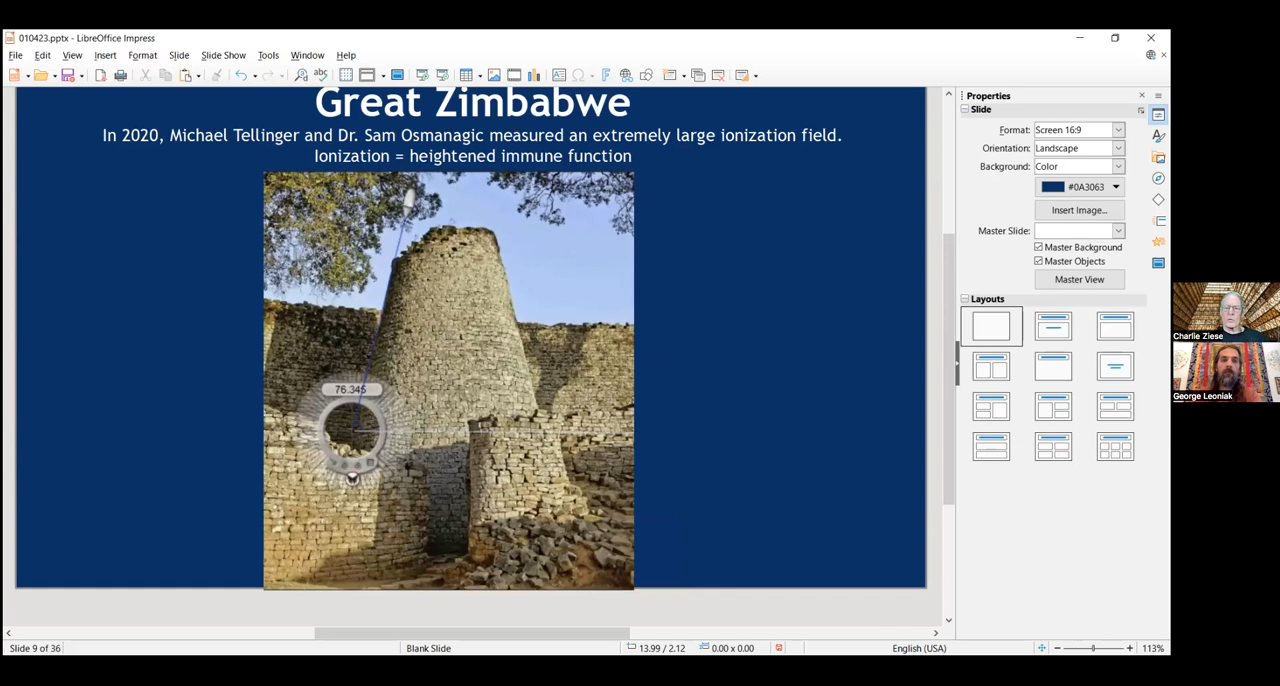 010423.pptx - LibreOffice Impress
File Edit View Insert Format Slide Slide Show Tools Window Help
Great Zimbabwe
In 2020, Michael Tellinger and Dr. Sam Osmanagic measured an extremely large ionization field.
Ionization = heightened immune function
76.345
Properties
Slide
Format: Screen 16:9
Orientation: Landscape
Background: Color
#0A3063
Insert Image...
Master Slide:
Master Background
Master Objects
Master View
Layouts
Charlie Ziese
George Leoniak
Slide 9 of 36 Blank Slide 13.99 / 2.12 0.00 x 0.00 English (USA) 113%